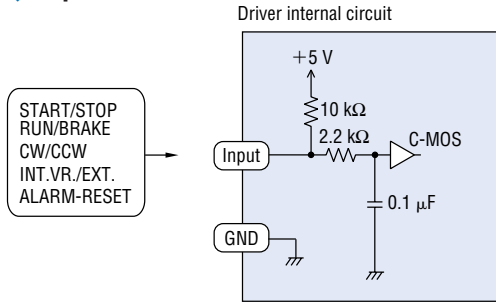 Driver internal circuit
+5 V
START/STOP
RUN/BRAKE
CW/CCW
INT.VR./EXT.
ALARM-RESET
10 kΩ
2.2 kΩ
C-MOS
Input
0.1 μF
GND